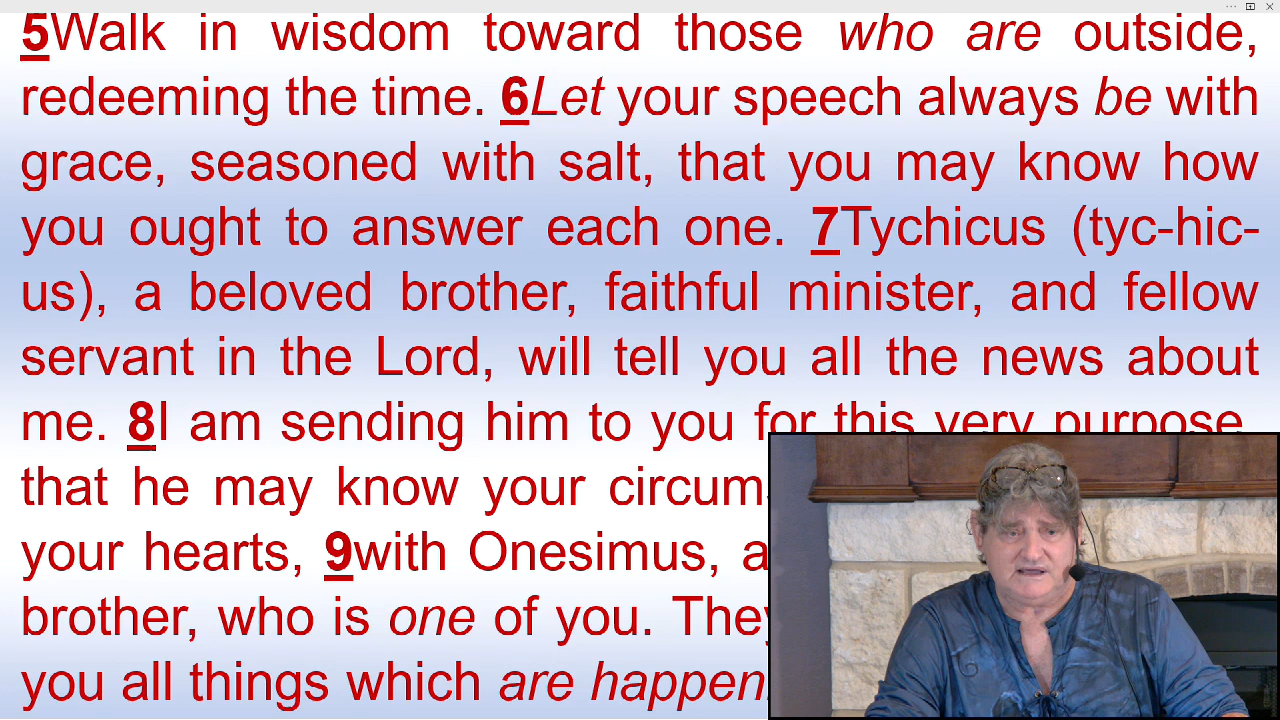 5Walk in wisdom toward those who are outside,
redeeming the time. 6Let your speech always be with
grace, seasoned with salt, that you may know how
you ought to answer each one. 7Tychicus (tyc-hic-
us), a beloved brother, faithful minister, and fellow
servant in the Lord, will tell you all the news about
me. 8I am sending him to you for this very purpose,
that he may know your
your hearts, 9with Onesimus,
brother, who is one of you.
you all things which are